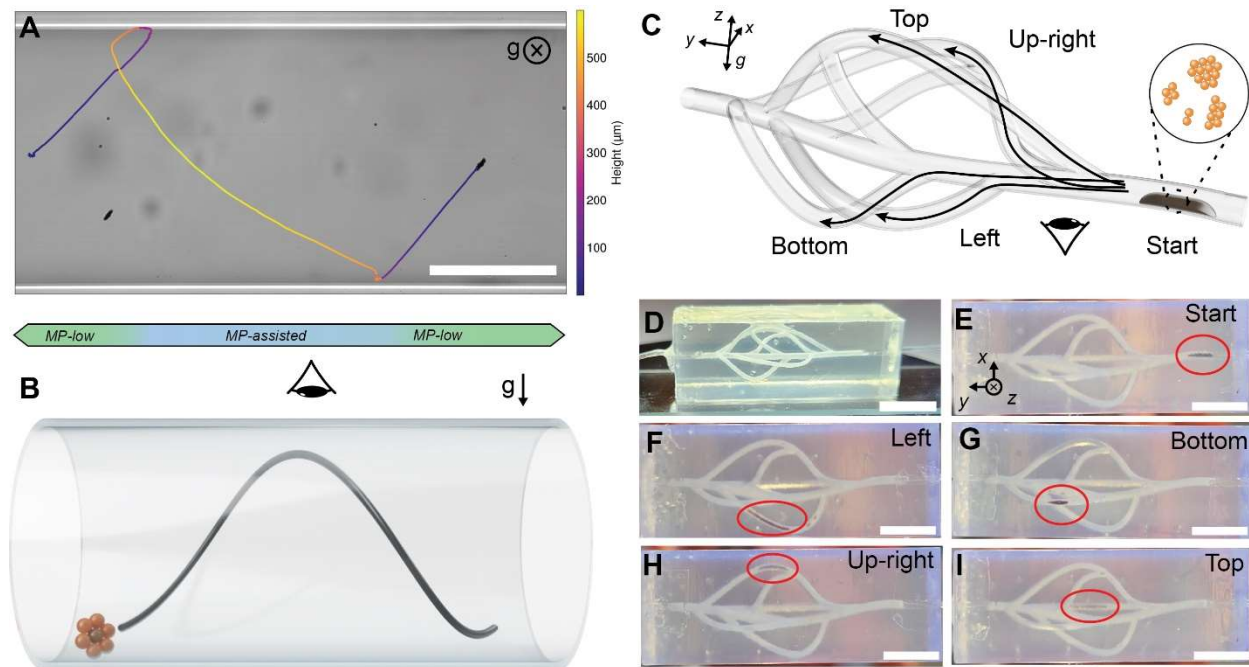 A
g
500
400
300
200
100
Height (µm)
MP-low
MP-assisted
MP-low
B
g
C
z
x
y
g
Top
Up-right
Bottom
Left
Start
D
E
Start
x
y
z
F
Left
G
Bottom
H
Up-right
I
Top